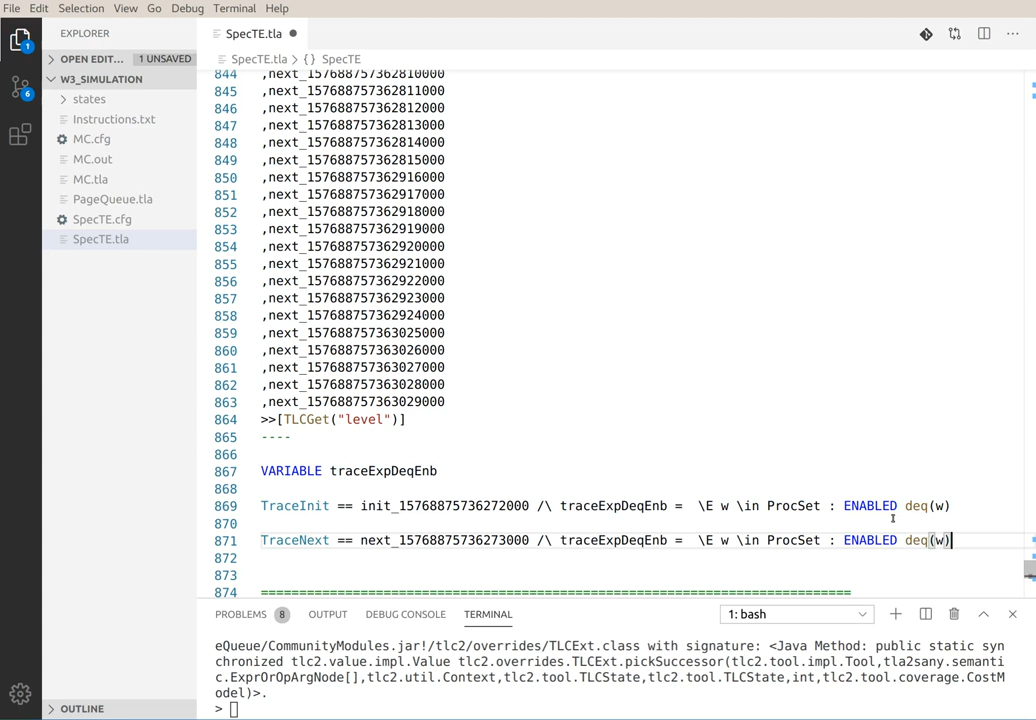 File Edit Selection View Go Debug Terminal Help
EXPLORER
SpecTE.tla
OPEN EDIT... 1 UNSAVED
SpecTE.tla > {} SpecTE
W3_SIMULATION
states
Instructions.txt
MC.cfg
MC.out
MC.tla
PageQueue.tla
SpecTE.cfg
SpecTE.tla
844 ,next_157688757362810000
845 ,next_157688757362811000
846 ,next_157688757362812000
847 ,next_157688757362813000
848 ,next_157688757362814000
849 ,next_157688757362815000
850 ,next_157688757362916000
851 ,next_157688757362917000
852 ,next_157688757362918000
853 ,next_157688757362919000
854 ,next_157688757362920000
855 ,next_157688757362921000
856 ,next_157688757362922000
857 ,next_157688757362923000
858 ,next_157688757362924000
859 ,next_157688757363025000
860 ,next_157688757363026000
861 ,next_157688757363027000
862 ,next_157688757363028000
863 ,next_157688757363029000
864 >>[TLCGet("level")]
865 ----
866
867 VARIABLE traceExpDeqEnb
868
869 TraceInit == init_15768875736272000 /\ traceExpDeqEnb = \E w \in ProcSet : ENABLED deq(w)
870
871 TraceNext == next_15768875736273000 /\ traceExpDeqEnb = \E w \in ProcSet : ENABLED deq(w)
872
873
874 =============================================================================
PROBLEMS 8 OUTPUT DEBUG CONSOLE TERMINAL 1: bash
eQueue/CommunityModules.jar!/tlc2/overrides/TLCExt.class with signature: <Java Method: public static syn
chronized tlc2.value.impl.Value tlc2.overrides.TLCExt.pickSuccessor(tlc2.tool.impl.Tool,tla2sany.semanti
c.ExprOrOpArgNode[],tlc2.util.Context,tlc2.tool.TLCState,tlc2.tool.TLCState,int,tlc2.tool.coverage.CostM
odel)>.
>
OUTLINE
1
6